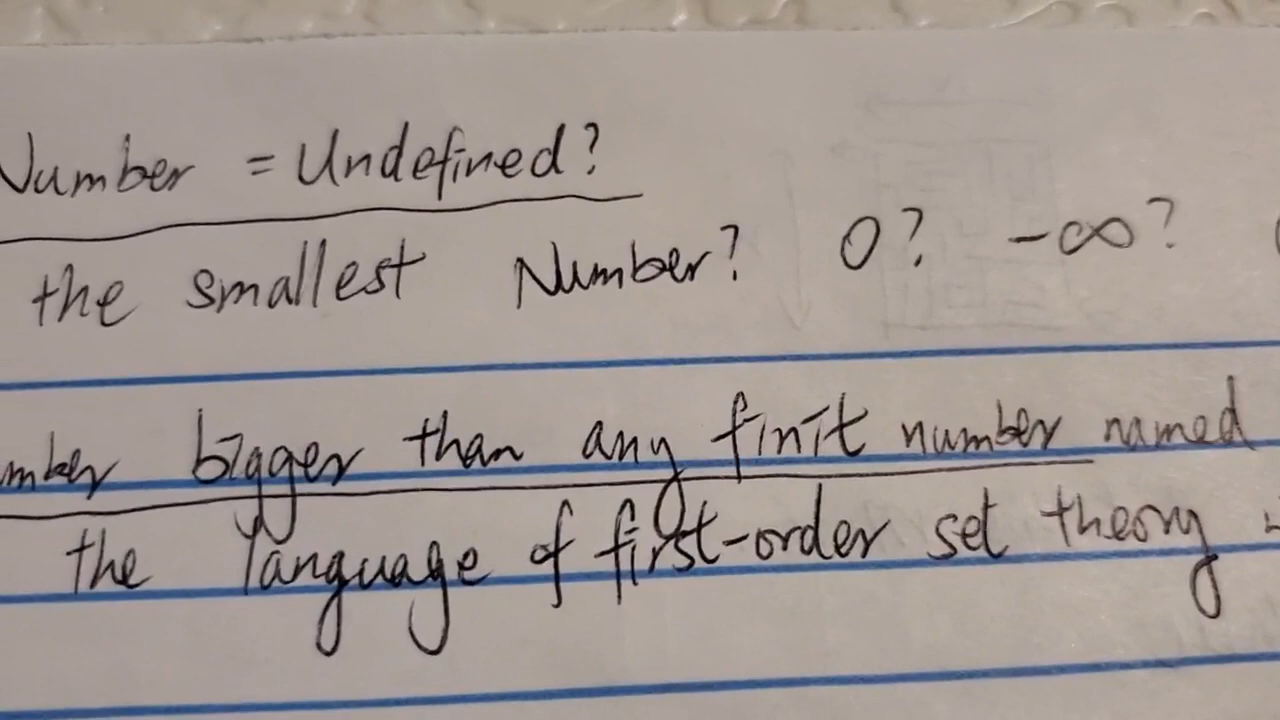 Number = Undefined?
the smallest Number? 0? -∞?
mber bigger than any finit number named
the language of first-order set theory